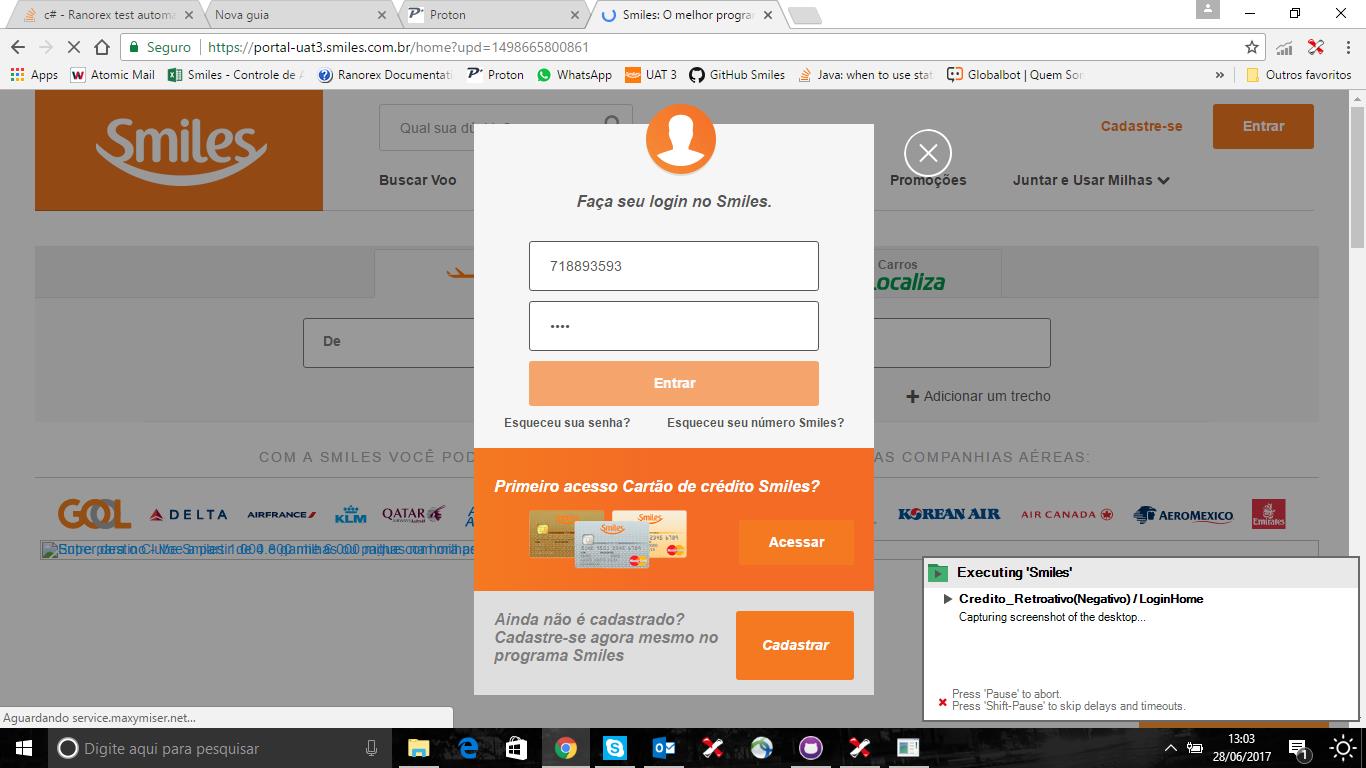 c# - Ranorex test automa
Nova guia
Proton
Smiles: O melhor progran
Seguro
https://portal-uat3.smiles.com.br/home?upd=1498665800861
Apps
Atomic Mail
Smiles - Controle de A
Ranorex Documentati
Proton
WhatsApp
UAT 3
GitHub Smiles
Java: when to use stat
Globalbot | Quem Son
»
Outros favoritos
Smiles
Qual sua dú
Cadastre-se
Entrar
Buscar Voo
Promoções
Juntar e Usar Milhas
Faça seu login no Smiles.
718893593
••••
Entrar
Esqueceu sua senha?
Esqueceu seu número Smiles?
Carros
Localiza
De
Adicionar um trecho
COM A SMILES VOCÊ POD
AS COMPANHIAS AÉREAS:
GOL
DELTA
AIRFRANCE
KLM
QATAR
AIRWAYS
KOREAN AIR
AIR CANADA
AEROMEXICO
Emirates
Primeiro acesso Cartão de crédito Smiles?
Smiles
Smiles
Smiles
Acessar
Ainda não é cadastrado?
Cadastre-se agora mesmo no
programa Smiles
Cadastrar
Executing 'Smiles'
Credito_Retroativo(Negativo) / LoginHome
Capturing screenshot of the desktop...
Press 'Pause' to abort.
Press 'Shift-Pause' to skip delays and timeouts.
Aguardando service.maxymiser.net...
Digite aqui para pesquisar
13:03
28/06/2017
1